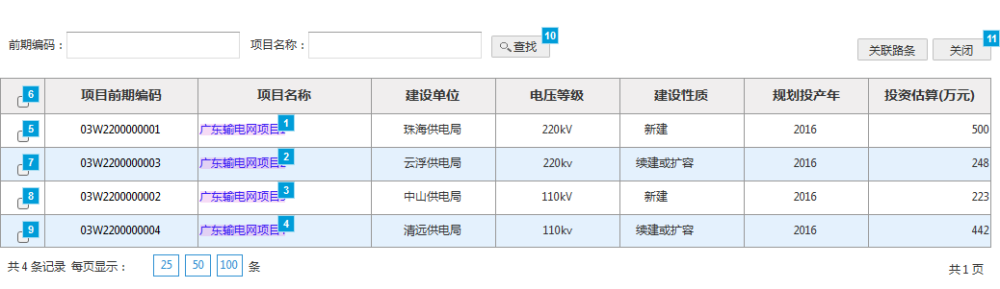 前期编码： 项目名称： 查找 10
关联路条 关闭 11
6 项目前期编码 项目名称 建设单位 电压等级 建设性质 规划投产年 投资估算(万元)
5 03W2200000001 广东输电网项目 1 珠海供电局 220kV 新建 2016 500
7 03W2200000003 广东输电网项目 2 云浮供电局 220kv 续建或扩容 2016 248
8 03W2200000002 广东输电网项目 3 中山供电局 110kV 新建 2016 223
9 03W2200000004 广东输电网项目 4 清远供电局 110kv 续建或扩容 2016 442
共 4 条记录 每页显示： 25 50 100 条 共 1 页